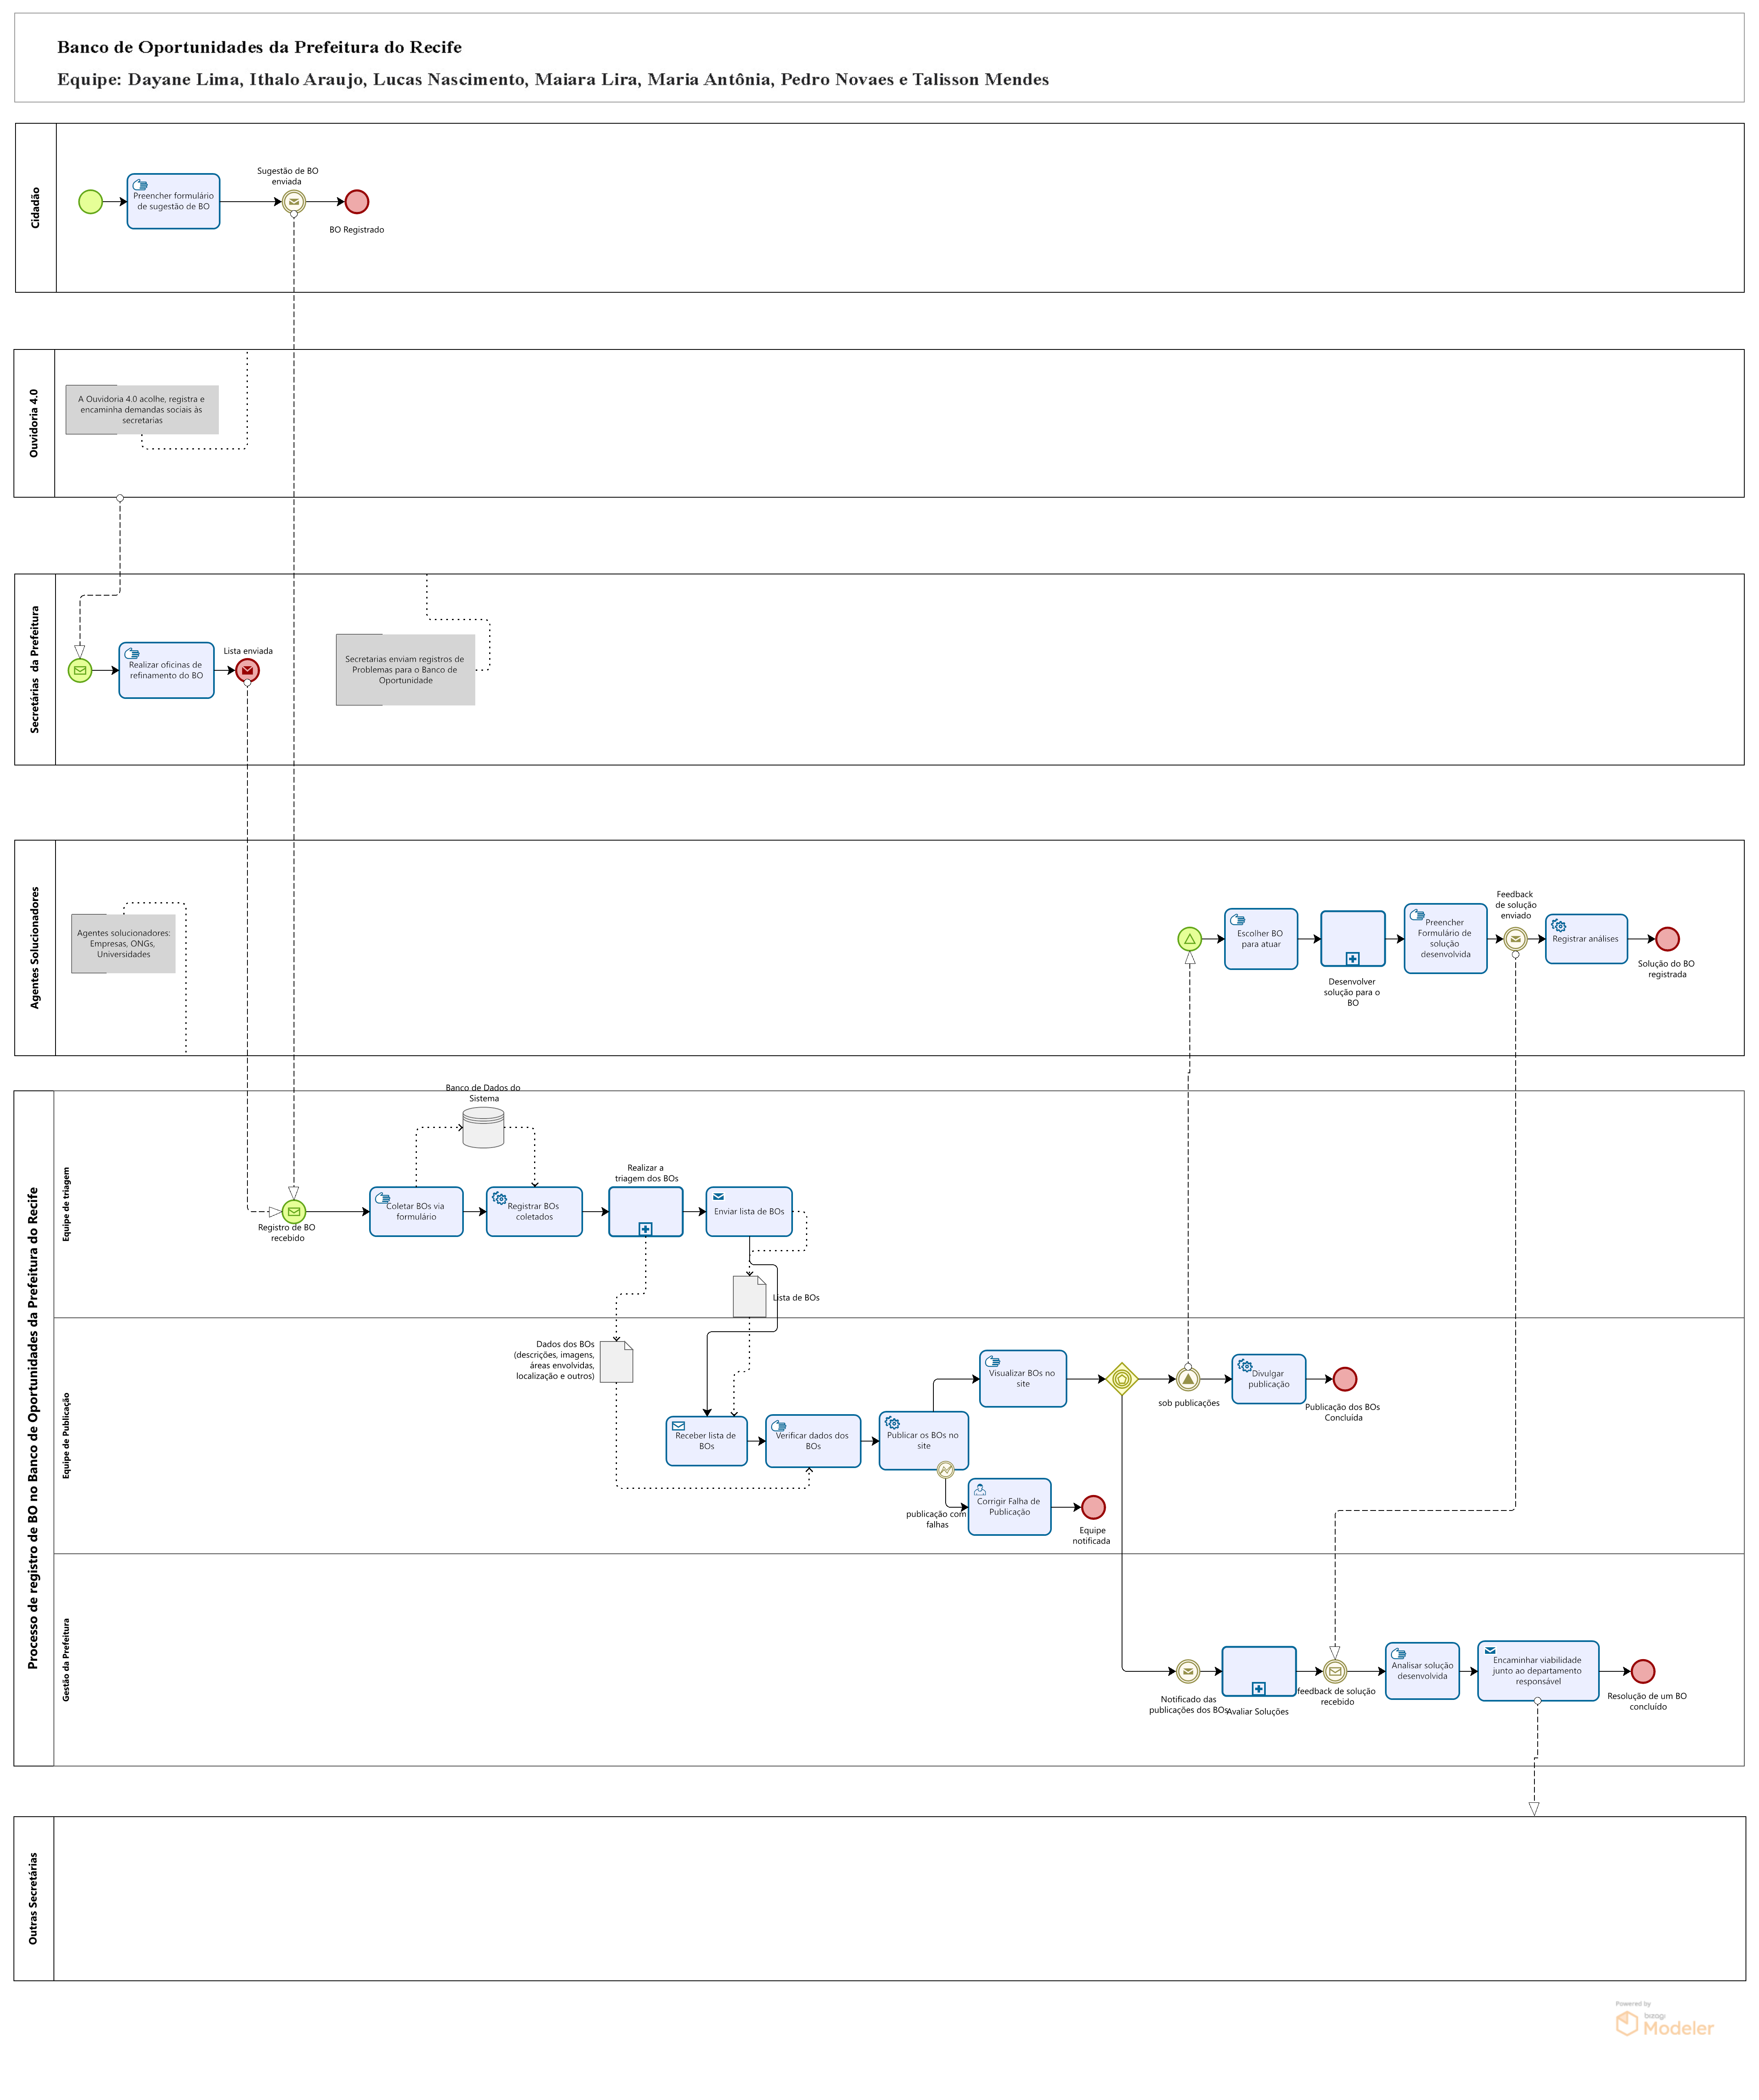 Banco de Oportunidades da Prefeitura do Recife
Equipe: Dayane Lima, Ithalo Araujo, Lucas Nascimento, Maiara Lira, Maria Antônia, Pedro Novaes e Talisson Mendes
Cidadão
Preencher formulário
de sugestão de BO
Sugestão de BO
enviada
BO Registrado
Ouvidoria 4.0
A Ouvidoria 4.0 acolhe, registra e
encaminha demandas sociais às
secretarias
Secretárias da Prefeitura
Realizar oficinas de
refinamento do BO
Lista enviada
Secretarias enviam registros de
Problemas para o Banco de
Oportunidade
Agentes Solucionadores
Agentes solucionadores:
Empresas, ONGs,
Universidades
Escolher BO
para atuar
Desenvolver
solução para o
BO
Preencher
Formulário de
solução
desenvolvida
Feedback
de solução
enviado
Registrar análises
Solução do BO
registrada
Processo de registro de BO no Banco de Oportunidades da Prefeitura do Recife
Equipe de triagem
Registro de BO
recebido
Coletar BOs via
formulário
Banco de Dados do
Sistema
Registrar BOs
coletados
Realizar a
triagem dos BOs
Enviar lista de BOs
Lista de BOs
Equipe de Publicação
Dados dos BOs
(descrições, imagens,
áreas envolvidas,
localização e outros)
Receber lista de
BOs
Verificar dados dos
BOs
Publicar os BOs no
site
Visualizar BOs no
site
publicação com
falhas
Corrigir Falha de
Publicação
Equipe
notificada
sob publicações
Divulgar
publicação
Publicação dos BOs
Concluída
Gestão da Prefeitura
Notificado das
publicações dos BOs
Avaliar Soluções
feedback de solução
recebido
Analisar solução
desenvolvida
Encaminhar viabilidade
junto ao departamento
responsável
Resolução de um BO
concluído
Outras Secretárias
Powered by
bizagi
Modeler